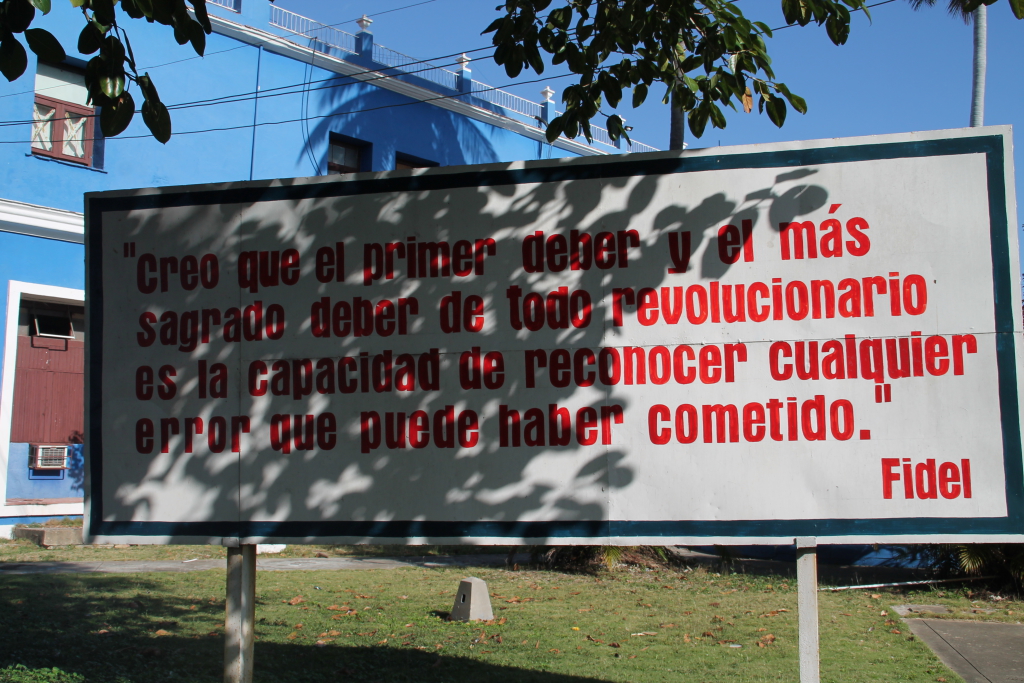 "Creo que el primer deber y el más
sagrado deber de todo revolucionario
es la capacidad de reconocer cualquier
error que puede haber cometido."
Fidel